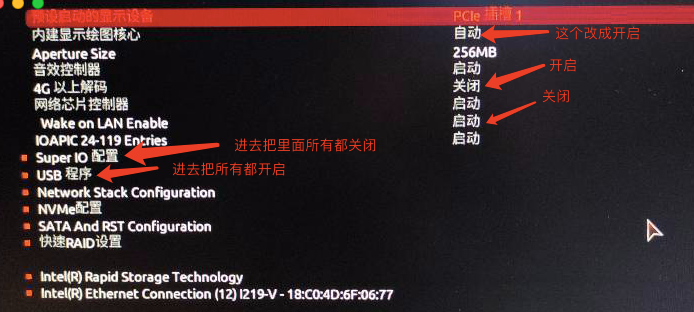 预设启动的显示设备 PCIe 插槽 1
内建显示绘图核心 自动 这个改成开启
Aperture Size 256MB
音效控制器 启动 开启
4G 以上解码 关闭
网络芯片控制器 启动 关闭
Wake on LAN Enable 启动
IOAPIC 24-119 Entries 启动
Super IO 配置 进去把里面所有都关闭
USB 程序 进去把所有都开启
Network Stack Configuration
NVMe配置
SATA And RST Configuration
快速RAID设置
Intel(R) Rapid Storage Technology
Intel(R) Ethernet Connection (12) I219-V - 18:C0:4D:6F:06:77